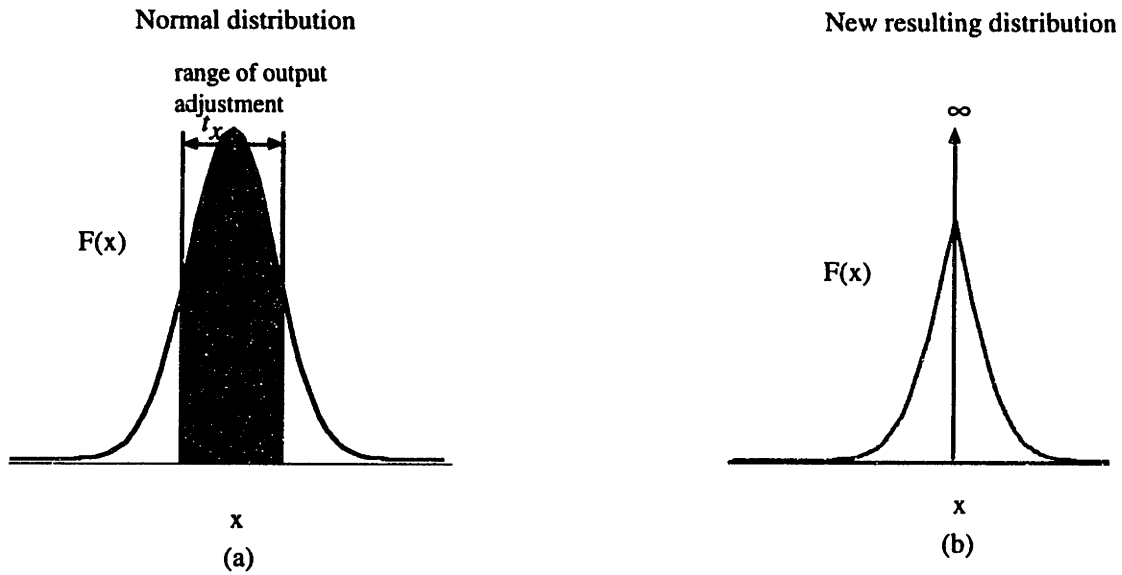 Normal distribution
range of output
adjustment
t_x
F(x)
x
(a)
New resulting distribution
∞
F(x)
x
(b)